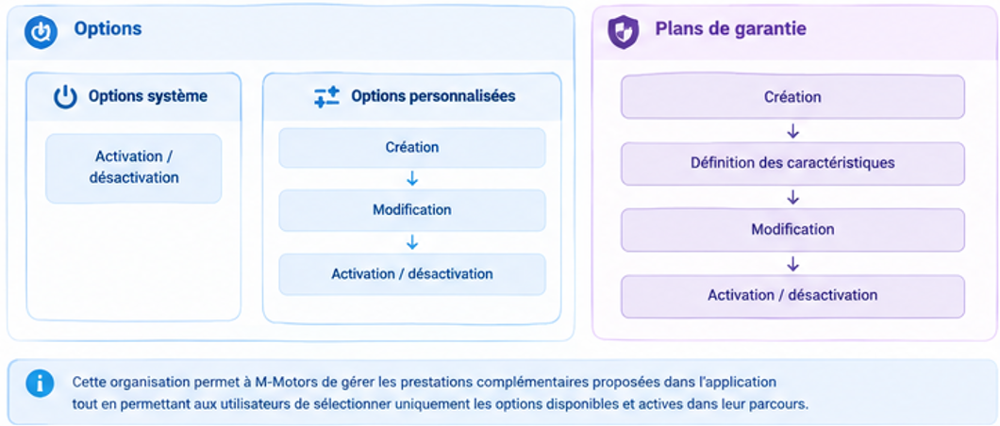 Options
Options système
Activation /
désactivation
Options personnalisées
Création
Modification
Activation / désactivation
Plans de garantie
Création
Définition des caractéristiques
Modification
Activation / désactivation
Cette organisation permet à M-Motors de gérer les prestations complémentaires proposées dans l'application
tout en permettant aux utilisateurs de sélectionner uniquement les options disponibles et actives dans leur parcours.